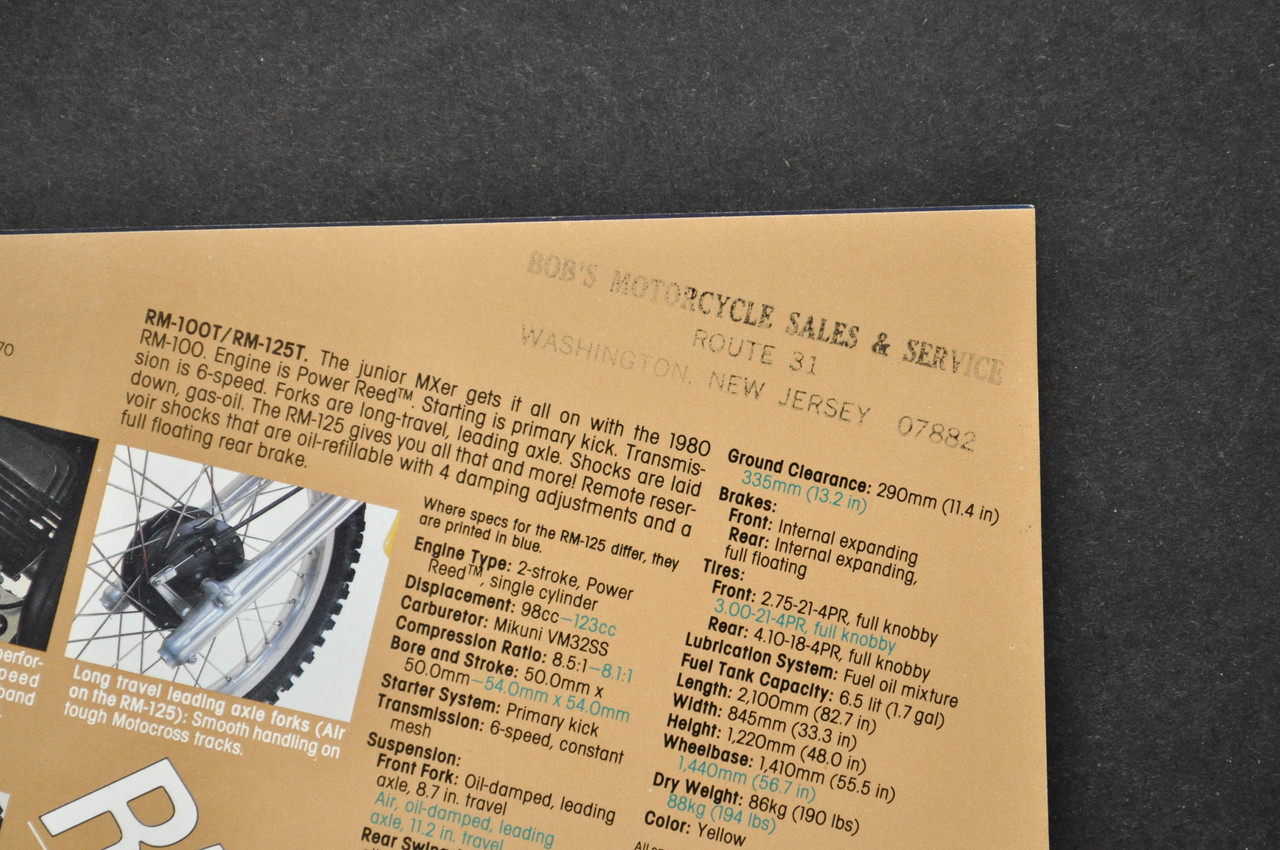 BOB'S MOTORCYCLE SALES & SERVICE
ROUTE 31
WASHINGTON, NEW JERSEY 07882
70
RM-100T/RM-125T. The junior MXer gets it all on with the 1980
RM-100. Engine is Power Reed™. Starting is primary kick. Transmis-
sion is 6-speed. Forks are long-travel, leading axle. Shocks are laid
down, gas-oil. The RM-125 gives you all that and more! Remote reser-
voir shocks that are oil-refillable with 4 damping adjustments and a
full floating rear brake.
perfor-
speed
band
Long travel leading axle forks (Air
on the RM-125): Smooth handling on
tough Motocross tracks.
R
Where specs for the RM-125 differ, they
are printed in blue.
Engine Type: 2-stroke, Power
Reed™, single cylinder
Displacement: 98cc–123cc
Carburetor: Mikuni VM32SS
Compression Ratio: 8.5:1–8.1:1
Bore and Stroke: 50.0mm x
50.0mm–54.0mm x 54.0mm
Starter System: Primary kick
Transmission: 6-speed, constant
mesh
Suspension:
Front Fork: Oil-damped, leading
axle, 8.7 in. travel
Air, oil-damped, leading
axle, 11.2 in. travel
Rear Swing
Ground Clearance: 290mm (11.4 in)
335mm (13.2 in)
Brakes:
Front: Internal expanding
Rear: Internal expanding,
full floating
Tires:
Front: 2.75-21-4PR, full knobby
3.00-21-4PR, full knobby
Rear: 4.10-18-4PR, full knobby
Lubrication System: Fuel oil mixture
Fuel Tank Capacity: 6.5 lit (1.7 gal)
Length: 2,100mm (82.7 in)
Width: 845mm (33.3 in)
Height: 1,220mm (48.0 in)
Wheelbase: 1,410mm (55.5 in)
1,440mm (56.7 in)
Dry Weight: 86kg (190 lbs)
88kg (194 lbs)
Color: Yellow